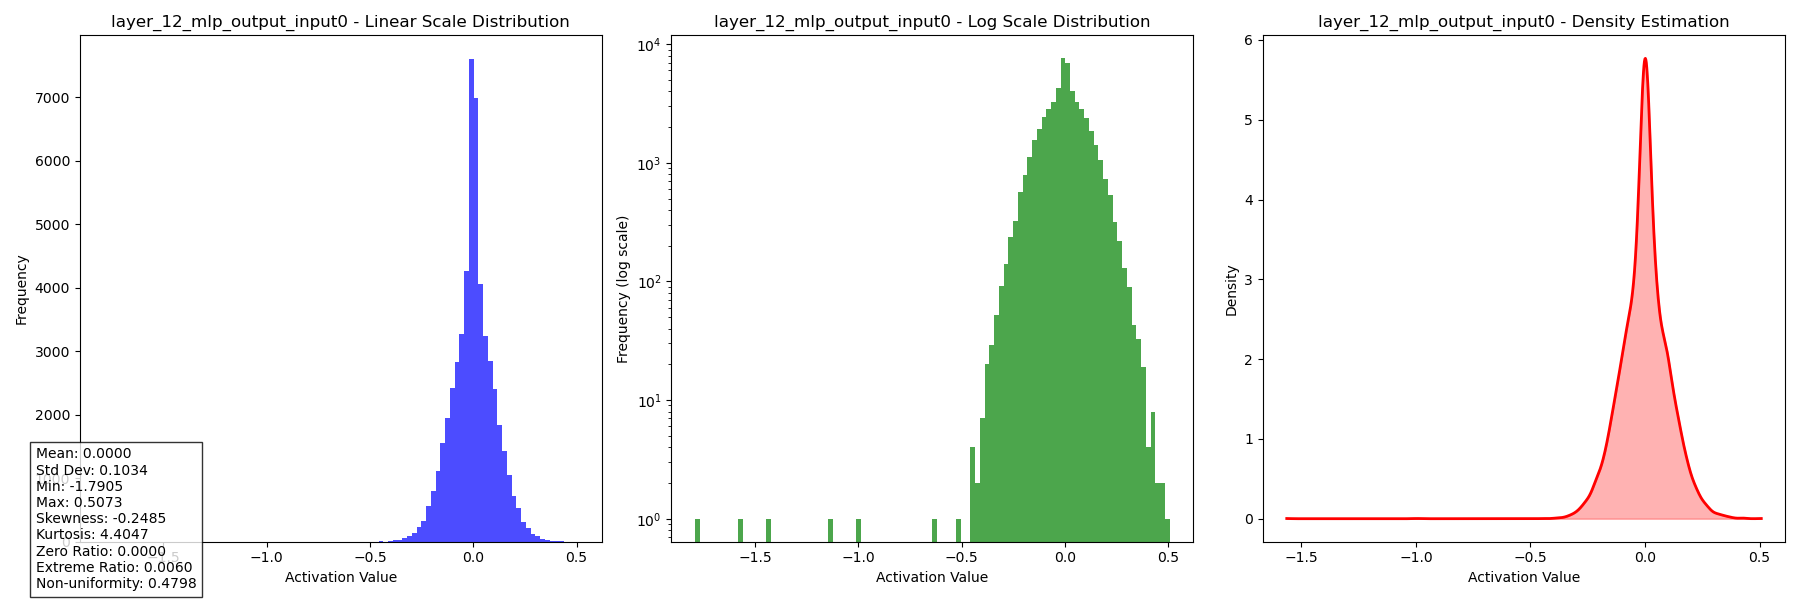 layer_12_mlp_output_input0 - Linear Scale Distribution
Frequency
7000
6000
5000
4000
3000
2000
1000
0
−1.5
−1.0
−0.5
0.0
0.5
Activation Value
Mean: 0.0000
Std Dev: 0.1034
Min: -1.7905
Max: 0.5073
Skewness: -0.2485
Kurtosis: 4.4047
Zero Ratio: 0.0000
Extreme Ratio: 0.0060
Non-uniformity: 0.4798
layer_12_mlp_output_input0 - Log Scale Distribution
Frequency (log scale)
10⁴
10³
10²
10¹
10⁰
−1.5
−1.0
−0.5
0.0
0.5
Activation Value
layer_12_mlp_output_input0 - Density Estimation
Density
6
5
4
3
2
1
0
−1.5
−1.0
−0.5
0.0
0.5
Activation Value